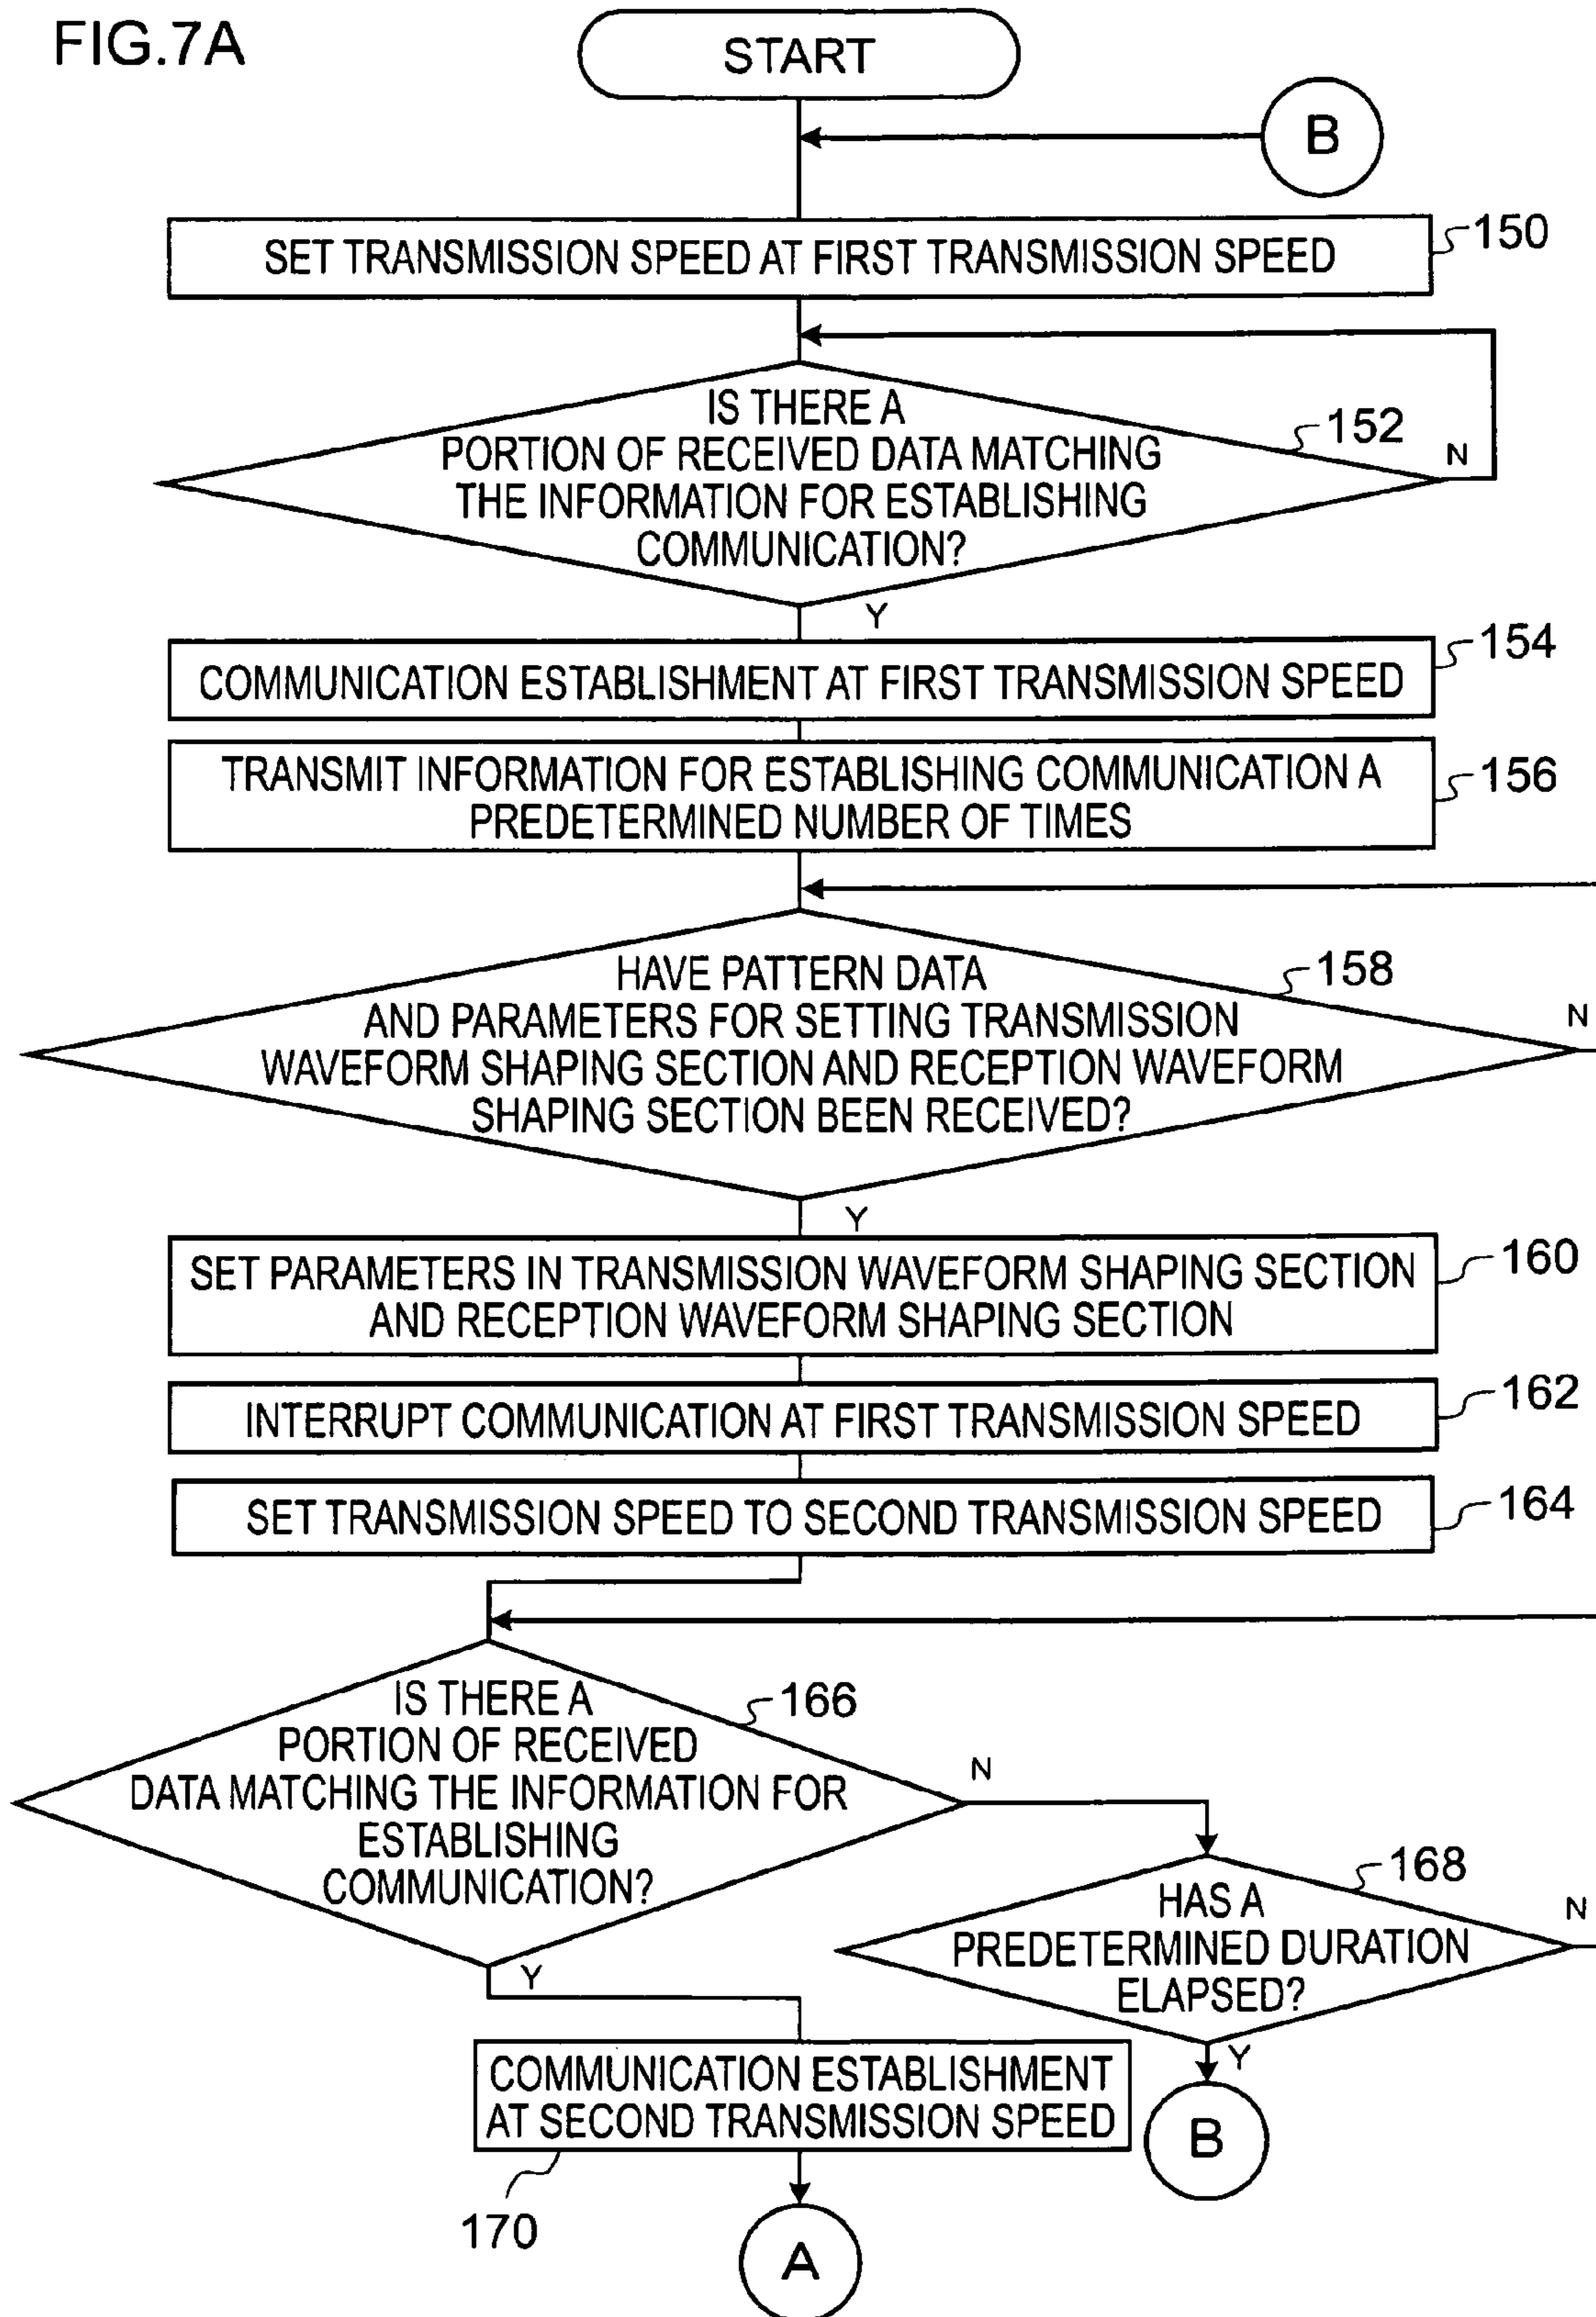 FIG.7A
START
B
SET TRANSMISSION SPEED AT FIRST TRANSMISSION SPEED
150
IS THERE A
PORTION OF RECEIVED DATA MATCHING
THE INFORMATION FOR ESTABLISHING
COMMUNICATION?
152
N
Y
COMMUNICATION ESTABLISHMENT AT FIRST TRANSMISSION SPEED
154
TRANSMIT INFORMATION FOR ESTABLISHING COMMUNICATION A
PREDETERMINED NUMBER OF TIMES
156
HAVE PATTERN DATA
AND PARAMETERS FOR SETTING TRANSMISSION
WAVEFORM SHAPING SECTION AND RECEPTION WAVEFORM
SHAPING SECTION BEEN RECEIVED?
158
N
Y
SET PARAMETERS IN TRANSMISSION WAVEFORM SHAPING SECTION
AND RECEPTION WAVEFORM SHAPING SECTION
160
INTERRUPT COMMUNICATION AT FIRST TRANSMISSION SPEED
162
SET TRANSMISSION SPEED TO SECOND TRANSMISSION SPEED
164
IS THERE A
PORTION OF RECEIVED
DATA MATCHING THE INFORMATION FOR
ESTABLISHING
COMMUNICATION?
166
N
Y
HAS A
PREDETERMINED DURATION
ELAPSED?
168
N
Y
COMMUNICATION ESTABLISHMENT
AT SECOND TRANSMISSION SPEED
170
B
A